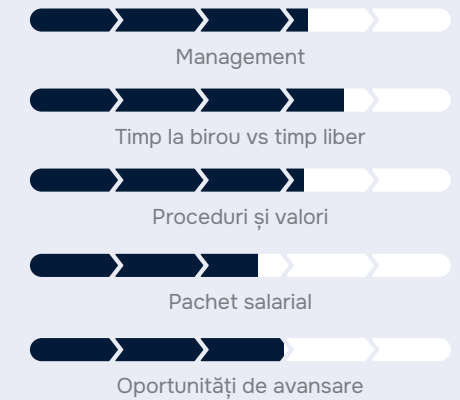 Management
Timp la birou vs timp liber
Proceduri și valori
Pachet salarial
Oportunități de avansare